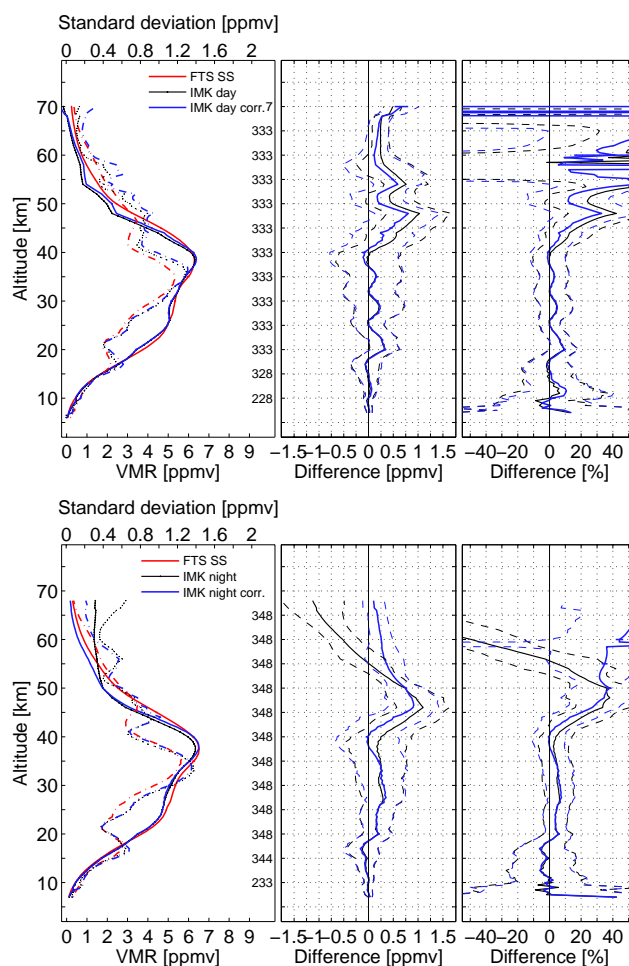 Standard deviation [ppmv]
0 0.4 0.8 1.2 1.6 2
FTS SS
IMK day
IMK day corr.7
70
60
50
40
30
20
10
Altitude [km]
333
333
333
333
333
333
333
333
333
328
228
0 1 2 3 4 5 6 7 8 9
VMR [ppmv]
−1.5−1−0.5 0 0.5 1 1.5
Difference [ppmv]
−40−20 0 20 40
Difference [%]
Standard deviation [ppmv]
0 0.4 0.8 1.2 1.6 2
FTS SS
IMK night
IMK night corr.
70
60
50
40
30
20
10
Altitude [km]
348
348
348
348
348
348
348
348
348
348
344
233
0 1 2 3 4 5 6 7 8 9
VMR [ppmv]
−1.5−1−0.5 0 0.5 1 1.5
Difference [ppmv]
−40−20 0 20 40
Difference [%]